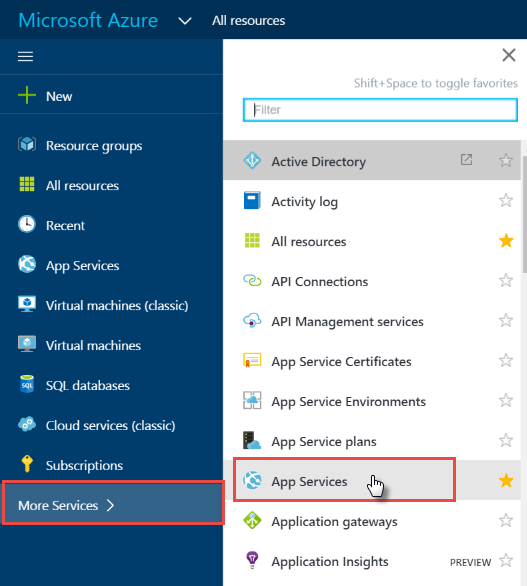 Microsoft Azure
All resources
New
Resource groups
All resources
Recent
App Services
Virtual machines (classic)
Virtual machines
SQL
SQL databases
Cloud services (classic)
Subscriptions
More Services
Shift+Space to toggle favorites
Filter
Active Directory
Activity log
All resources
API Connections
API Management services
App Service Certificates
App Service Environments
App Service plans
App Services
Application gateways
Application Insights PREVIEW